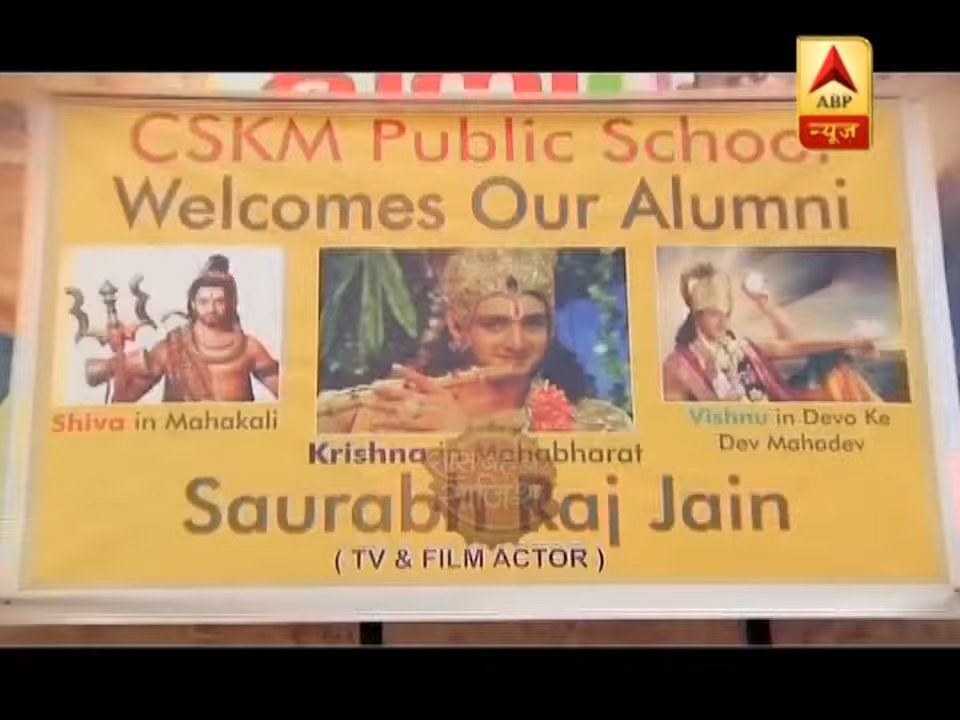 ABP
न्यूज़
CSKM Public School
Welcomes Our Alumni
Shiva in Mahakali
Krishna in Mahabharat
Vishnu in Devo Ke
Dev Mahadev
Saurabh Raj Jain
( TV & FILM ACTOR )